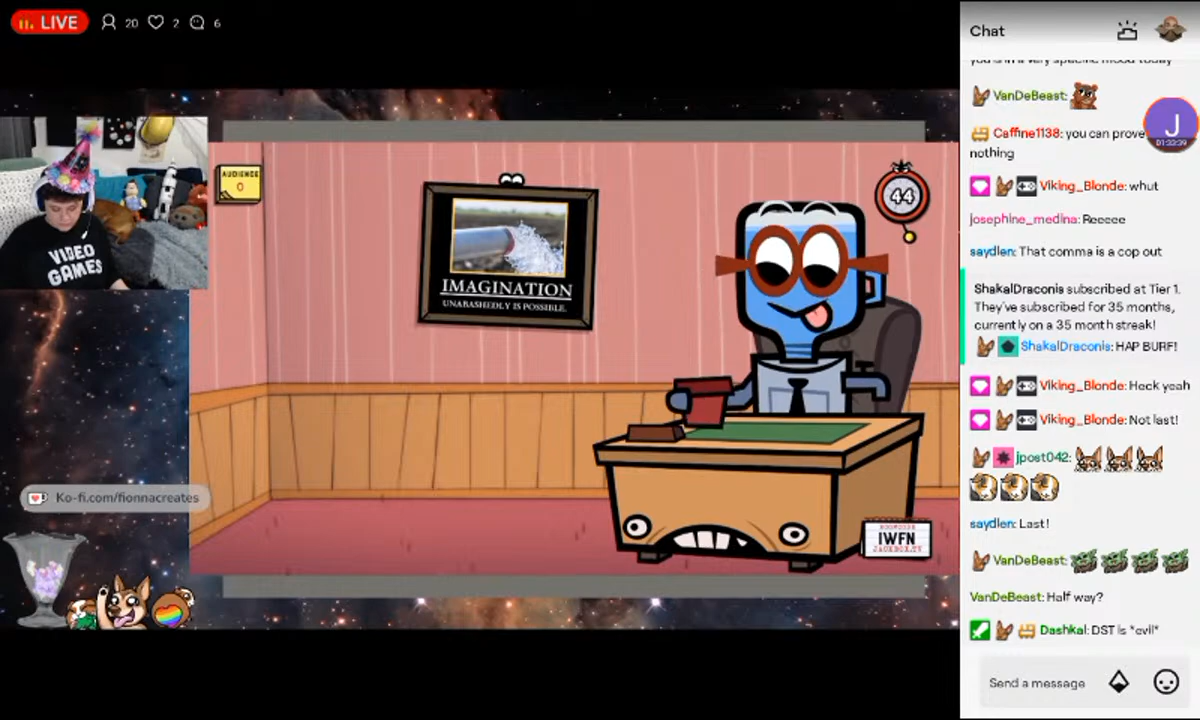 LIVE 20 2 6
VIDEO
GAMES
AUDIENCE
0
IMAGINATION
UNABASHEDLY IS POSSIBLE.
44
IWFN
JACKBOX.TV
Ko-fi.com/fionnacreates
Chat
VanDeBeast:
J
01:33:39
Caffine1138: you can prove
nothing
Viking_Blonde: whut
josephine_medina: Reeeee
saydlen: That comma is a cop out
ShakalDraconis subscribed at Tier 1.
They've subscribed for 35 months,
currently on a 35 month streak!
ShakalDraconis: HAP BURF!
Viking_Blonde: Heck yeah
Viking_Blonde: Not last!
jpost042:
saydlen: Last!
VanDeBeast:
VanDeBeast: Half way?
Dashkal: DST is *evil*
Send a message